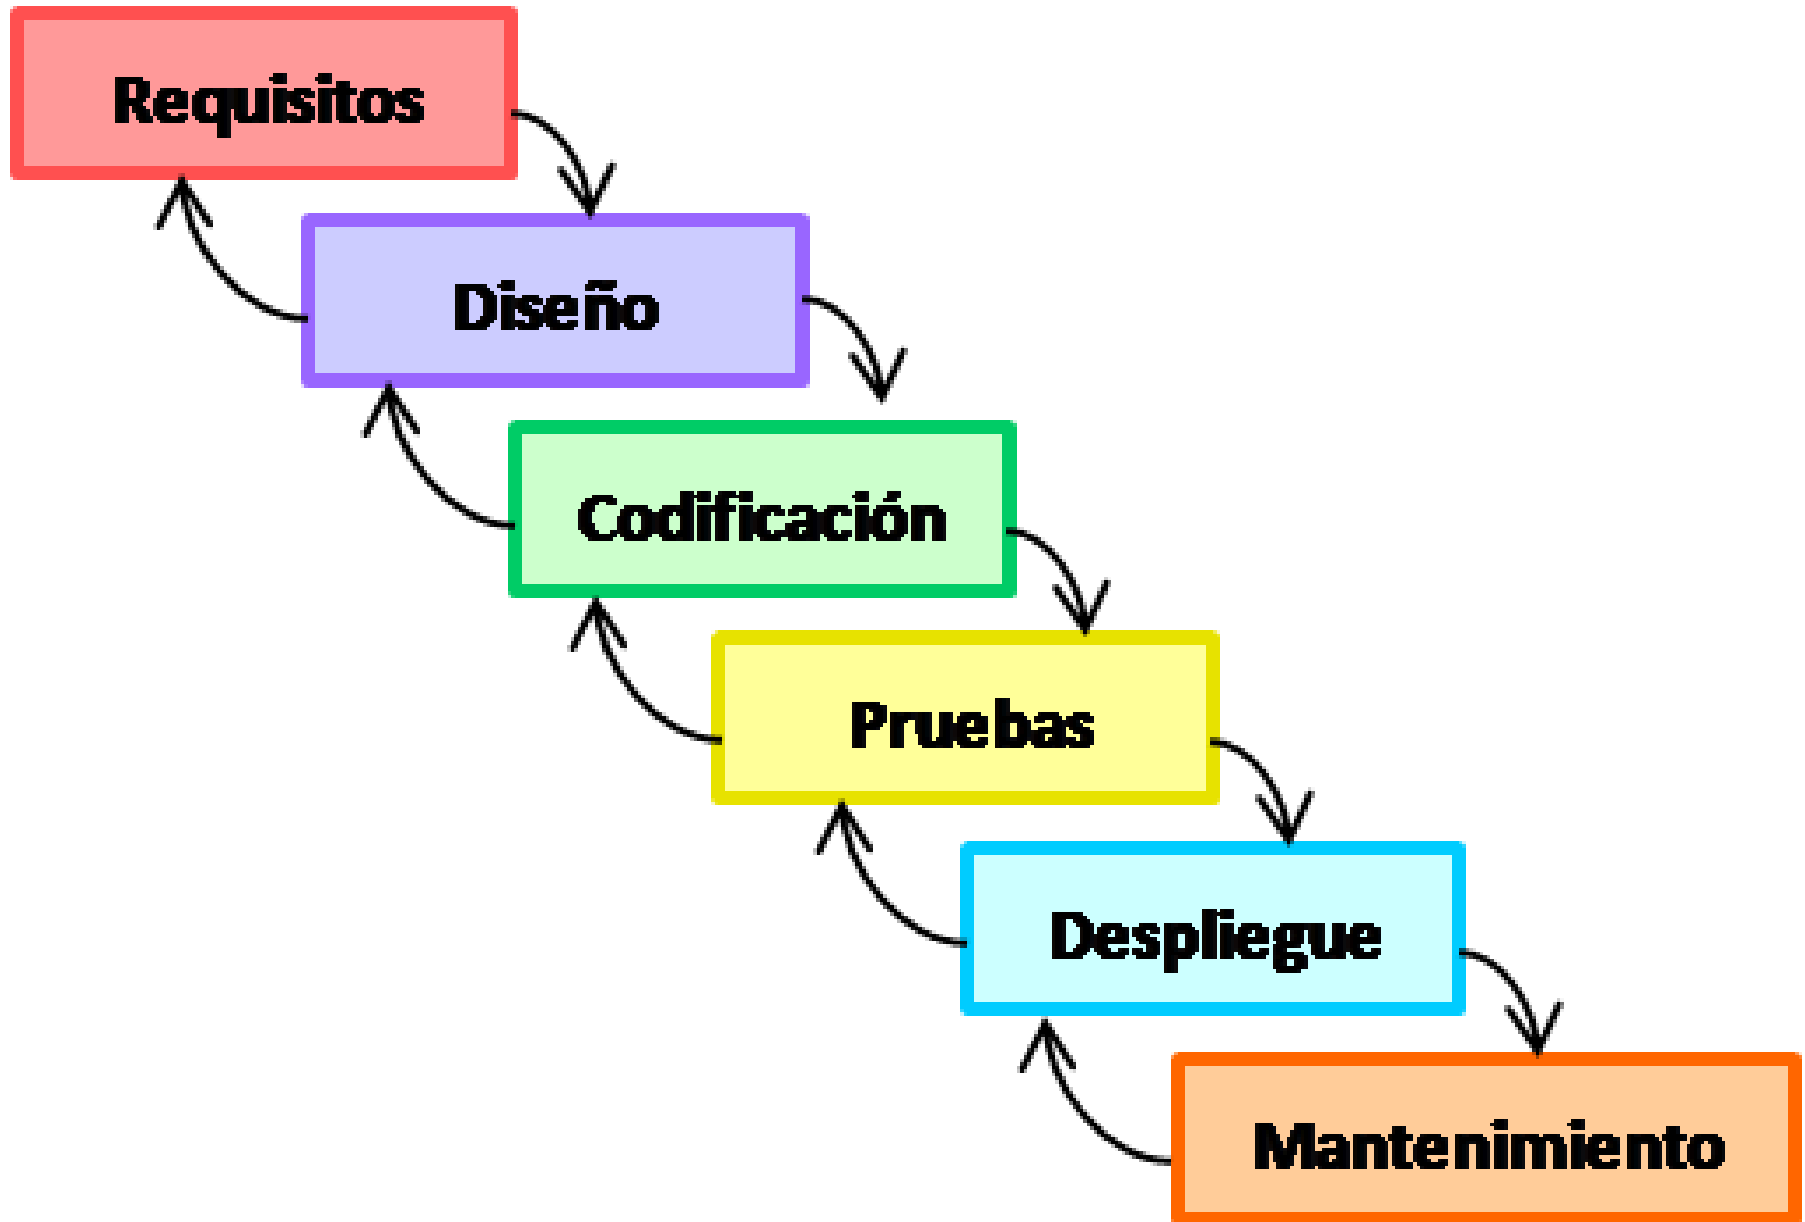 Requisitos
Diseño
Codificación
Pruebas
Despliegue
Mantenimiento